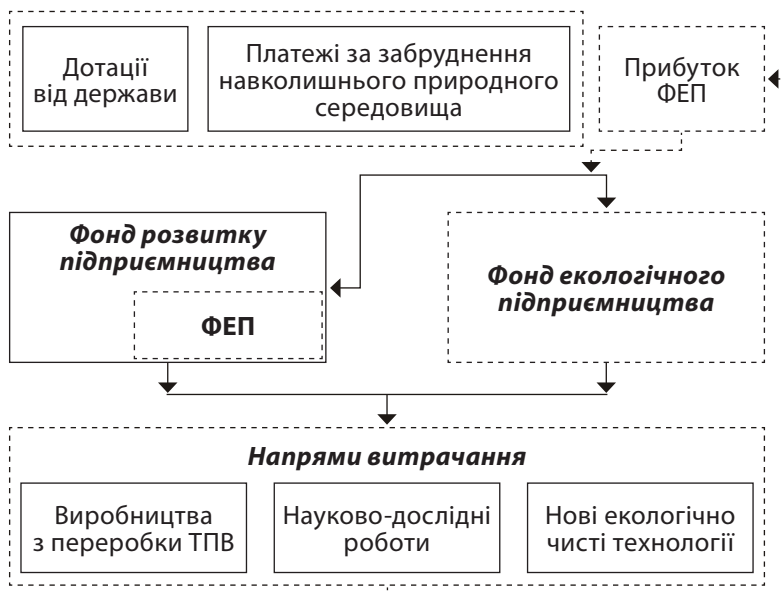 Дотації
від держави
Платежі за забруднення
навколишнього природного
середовища
Прибуток
ФЕП
Фонд розвитку
підприємництва
ФЕП
Фонд екологічного
підприємництва
Напрями витрачання
Виробництва
з переробки ТПВ
Науково-дослідні
роботи
Нові екологічно
чисті технології